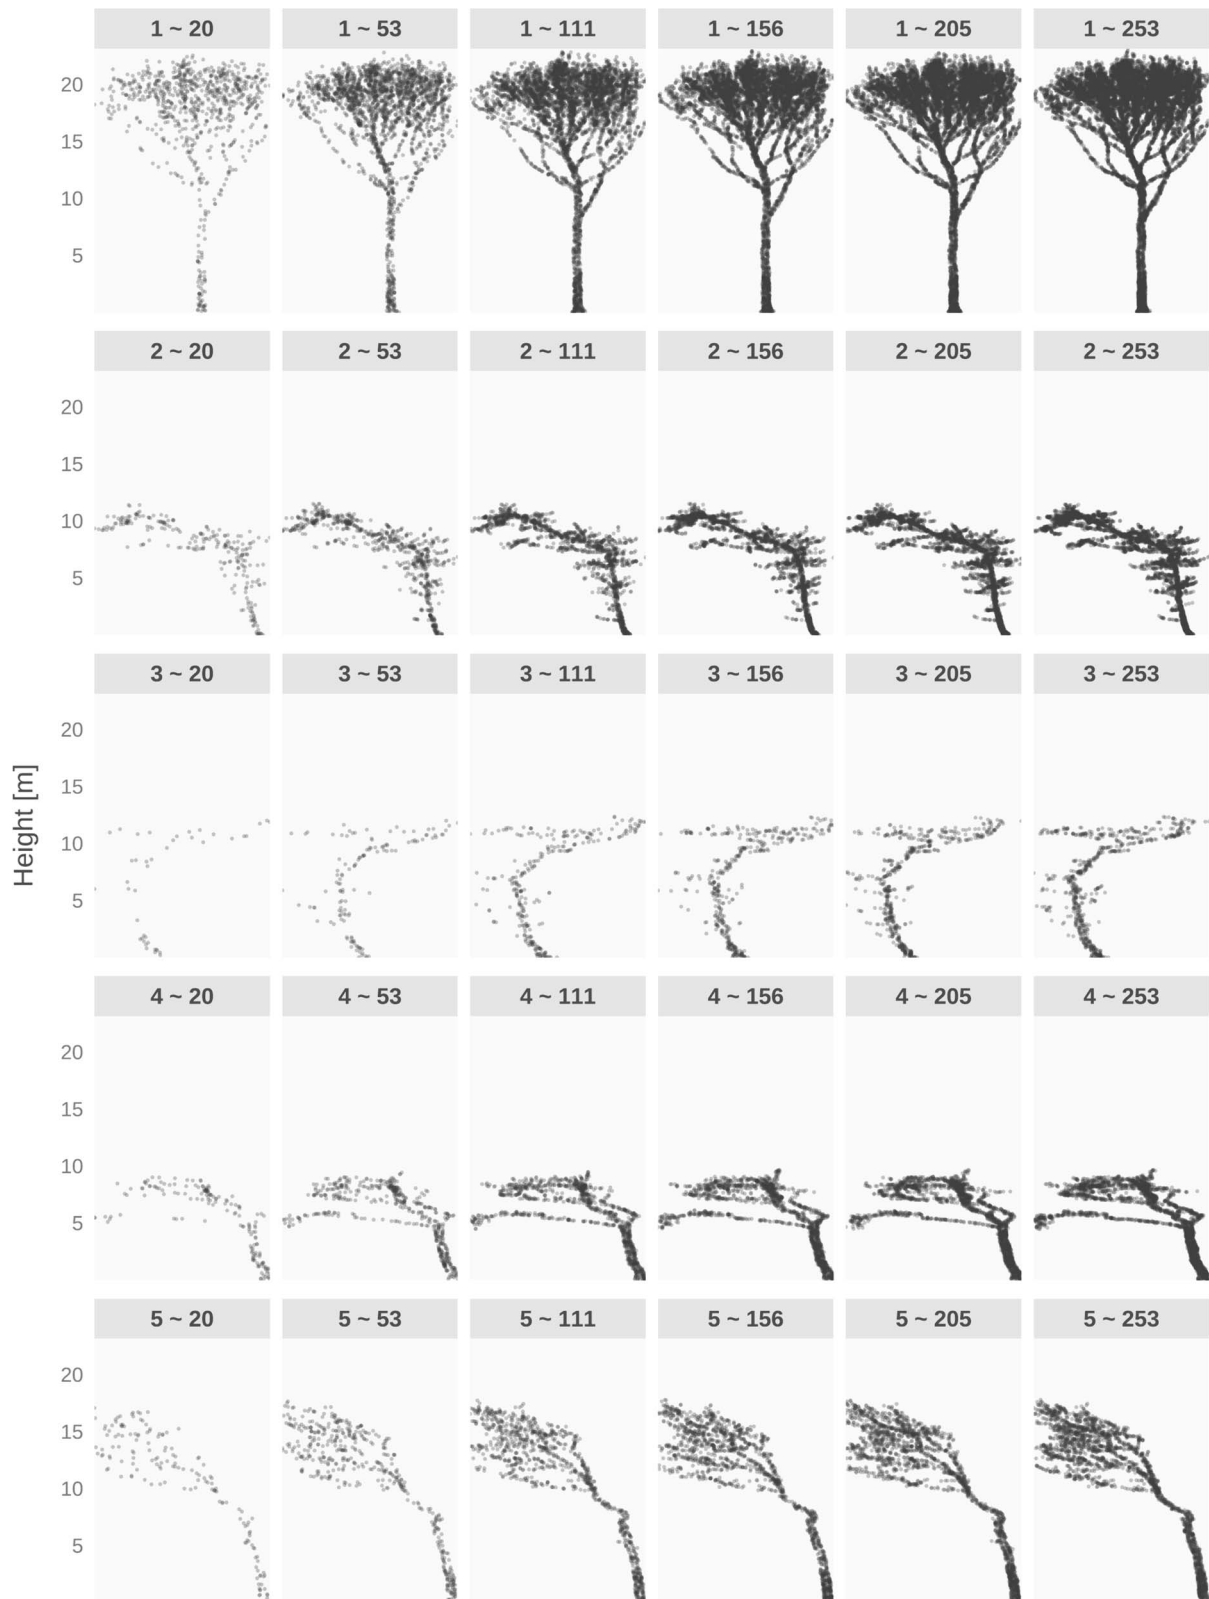 1 ~ 20
1 ~ 53
1 ~ 111
1 ~ 156
1 ~ 205
1 ~ 253
20
15
10
5
2 ~ 20
2 ~ 53
2 ~ 111
2 ~ 156
2 ~ 205
2 ~ 253
20
15
10
5
3 ~ 20
3 ~ 53
3 ~ 111
3 ~ 156
3 ~ 205
3 ~ 253
20
15
10
5
Height [m]
4 ~ 20
4 ~ 53
4 ~ 111
4 ~ 156
4 ~ 205
4 ~ 253
20
15
10
5
5 ~ 20
5 ~ 53
5 ~ 111
5 ~ 156
5 ~ 205
5 ~ 253
20
15
10
5